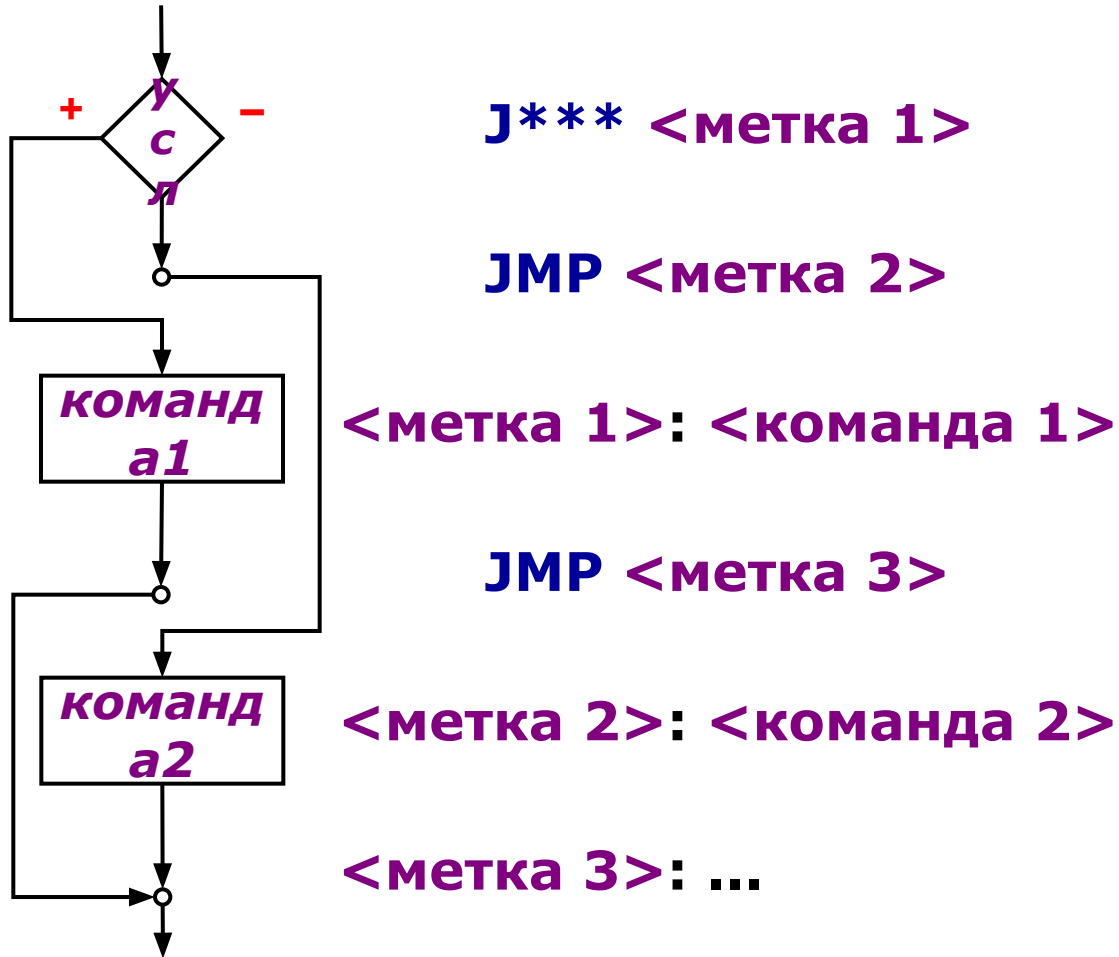 +
у
с
л
–
J*** <метка 1>
JMP <метка 2>
команд
а1
<метка 1>: <команда 1>
JMP <метка 3>
команд
а2
<метка 2>: <команда 2>
<метка 3>: …